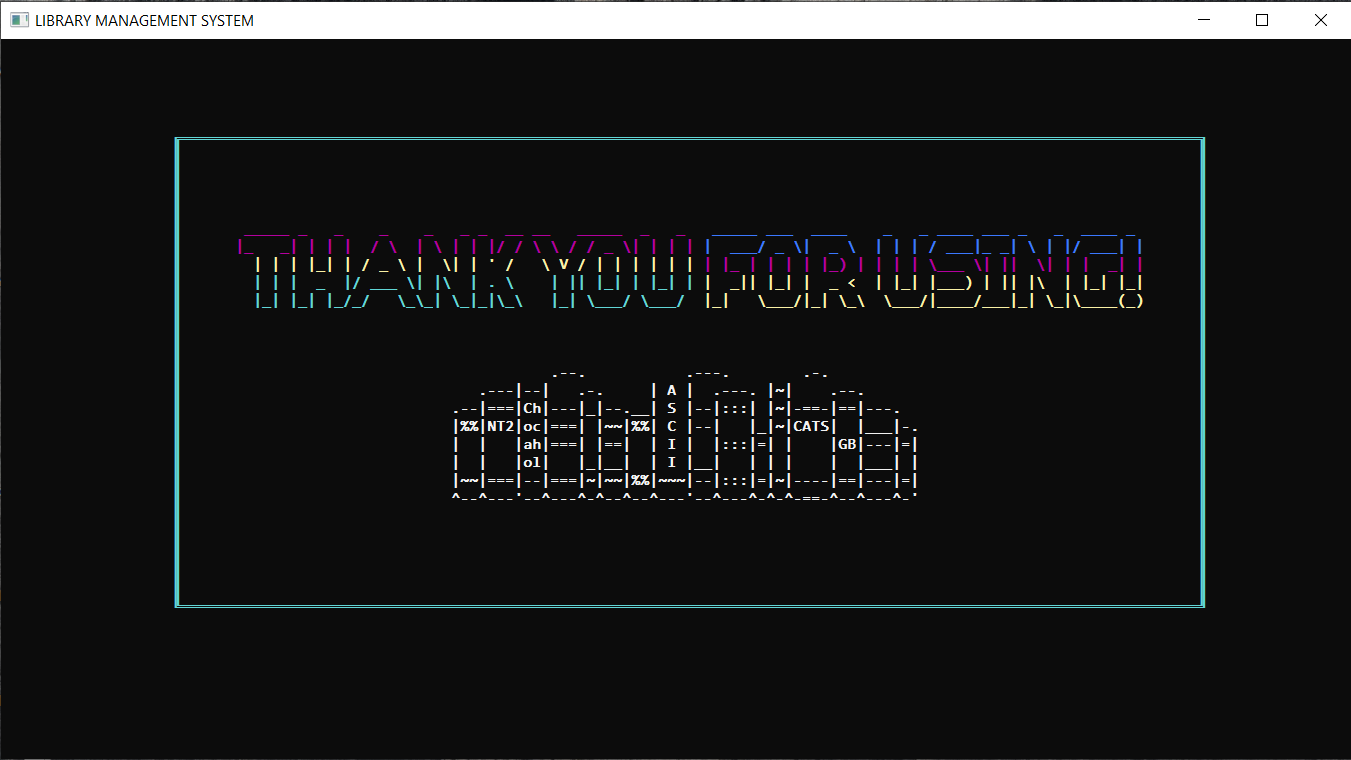 LIBRARY MANAGEMENT SYSTEM
THANK YOU FOR USING!
A
Ch S
NT2 oc C CATS
ah I GB
ol I